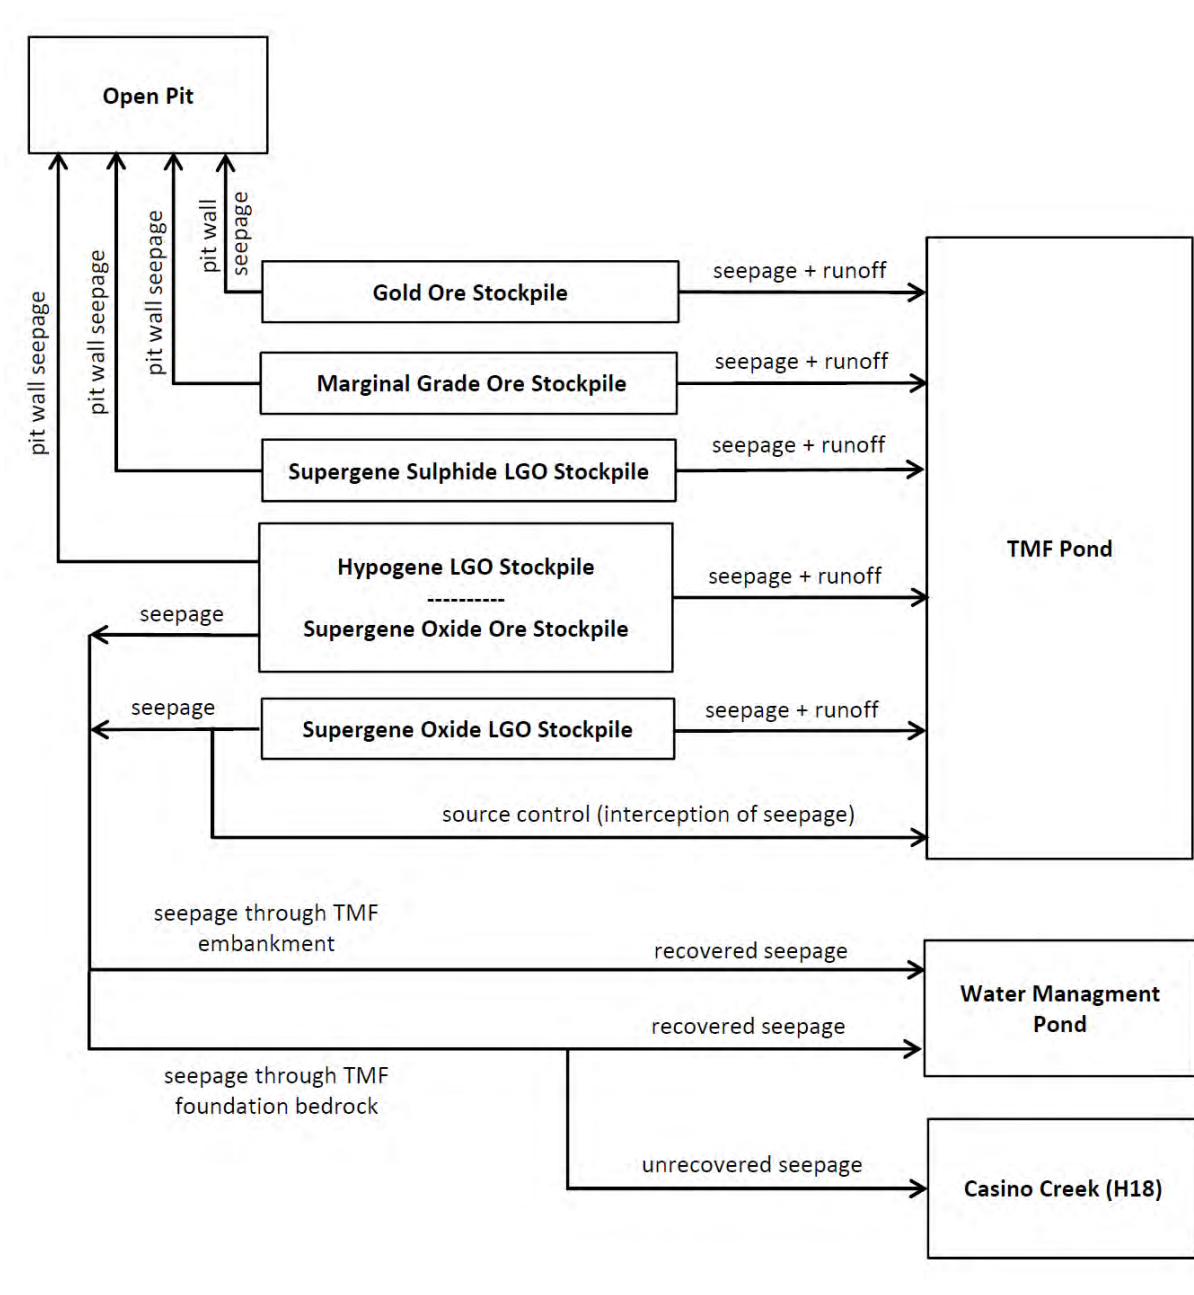 Open Pit
pit wall seepage
pit wall seepage
pit wall seepage
pit wall
seepage
Gold Ore Stockpile
seepage + runoff
Marginal Grade Ore Stockpile
seepage + runoff
Supergene Sulphide LGO Stockpile
seepage + runoff
Hypogene LGO Stockpile
----------
Supergene Oxide Ore Stockpile
seepage + runoff
TMF Pond
seepage
seepage
Supergene Oxide LGO Stockpile
seepage + runoff
source control (interception of seepage)
seepage through TMF
embankment
recovered seepage
Water Managment
Pond
recovered seepage
seepage through TMF
foundation bedrock
unrecovered seepage
Casino Creek (H18)